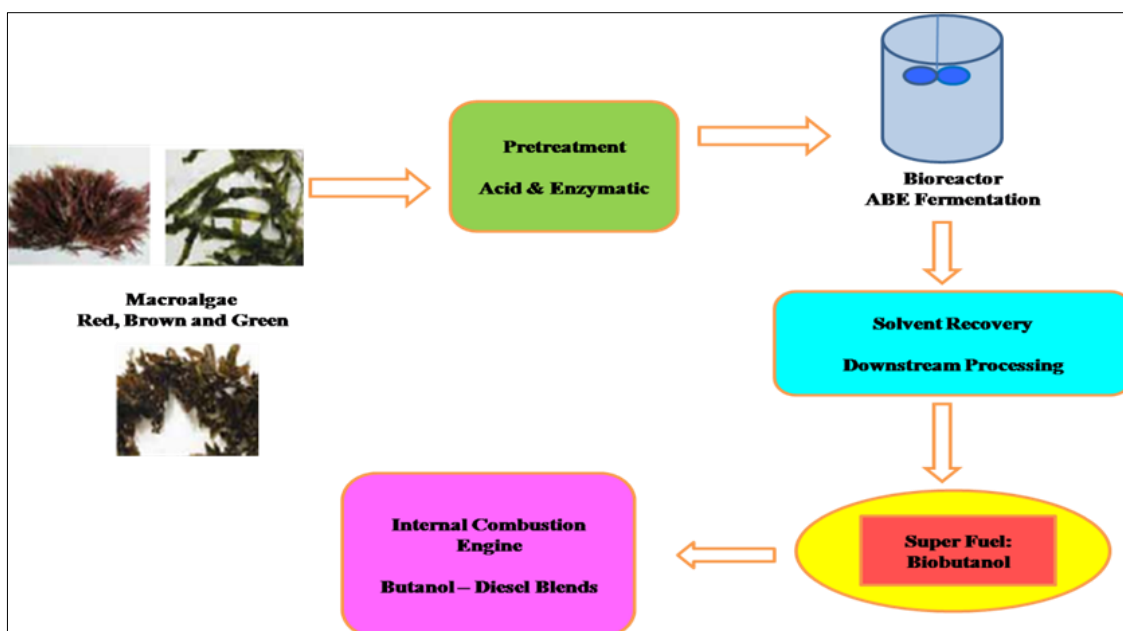 Macroalgae
Red, Brown and Green
Pretreatment
Acid & Enzymatic
Bioreactor
ABE Fermentation
Solvent Recovery
Downstream Processing
Super Fuel:
Biobutanol
Internal Combustion
Engine
Butanol – Diesel Blends